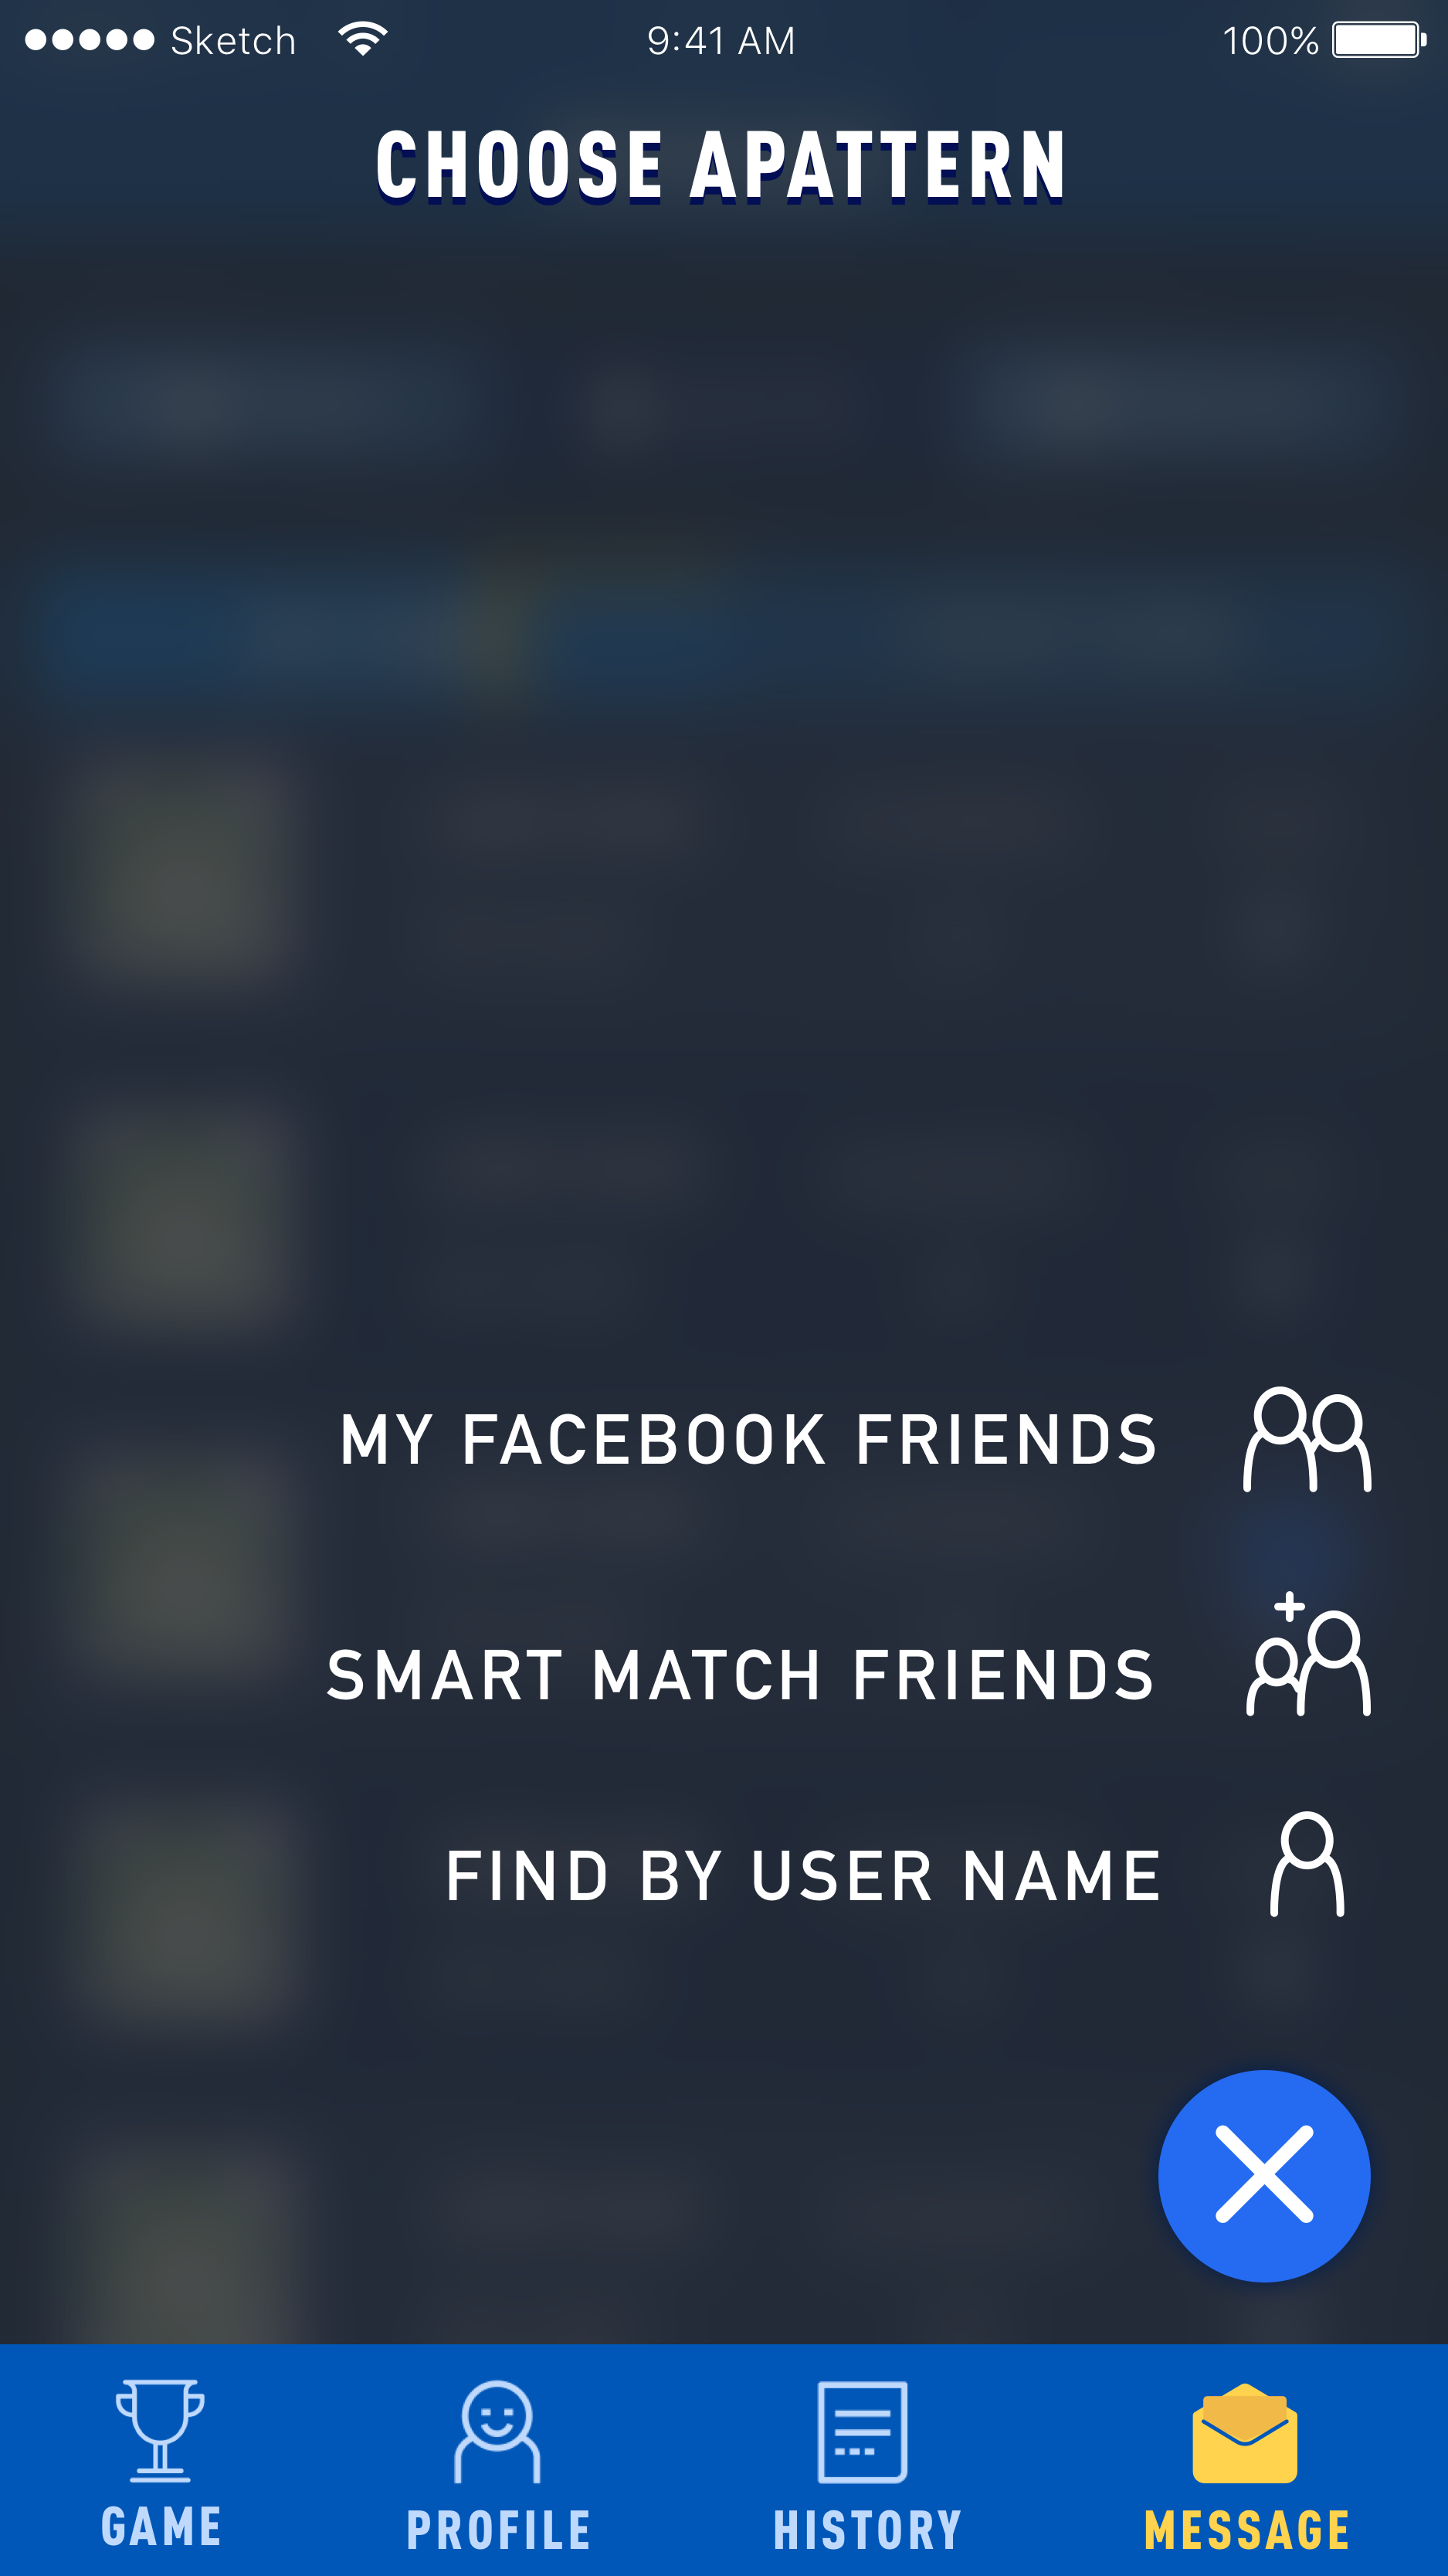 Sketch 9:41 AM 100%
CHOOSE APATTERN
MY FACEBOOK FRIENDS
SMART MATCH FRIENDS
FIND BY USER NAME
GAME PROFILE HISTORY MESSAGE